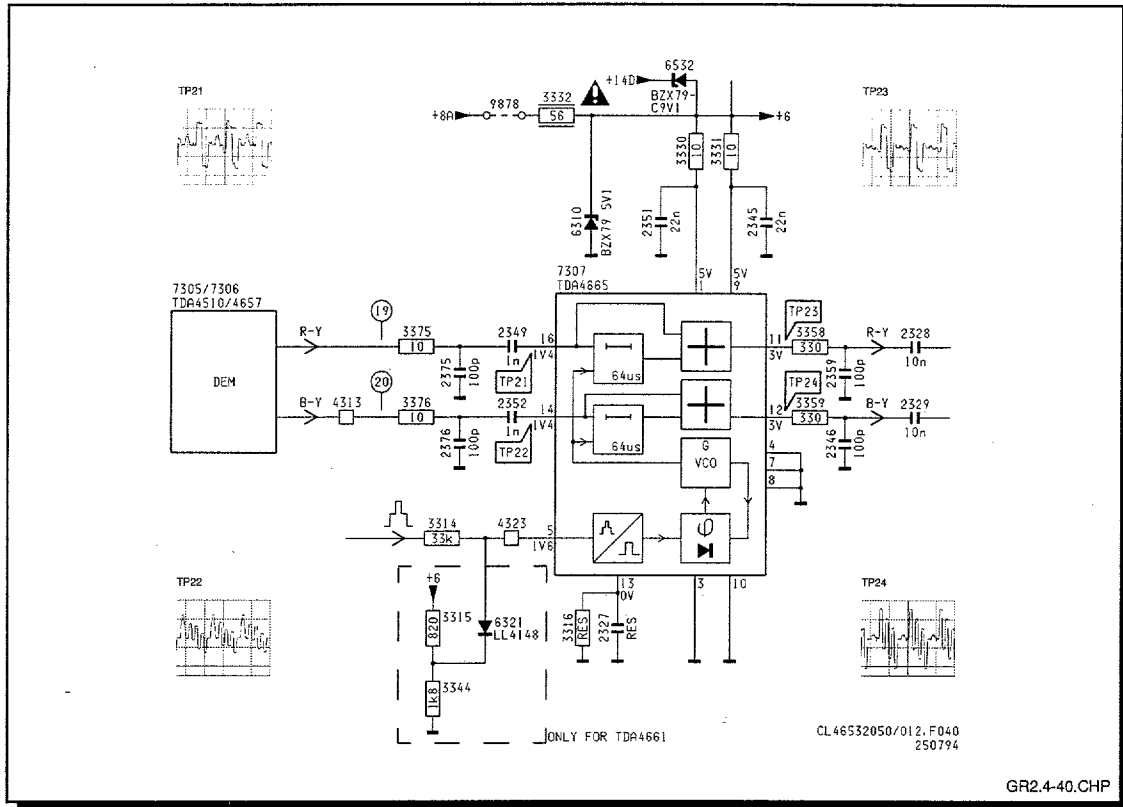 TP21
+8A
9878
3332
56
+14D
6532
BZX79-
C9V1
+6
TP23
3330
10
3331
10
6310
BZX79 5V1
2351
22n
2345
22n
7305/7306
TDA4510/4657
7307
TDA4665
5V
1
5V
9
DEM
R-Y
19
3375
10
2375
100p
2349
1n
16
1V4
TP21
64us
11
3V
TP23
3358
330
R-Y
2359
100p
2328
10n
B-Y
4313
20
3376
10
2376
100p
2352
1n
14
1V4
TP22
64us
12
3V
TP24
3359
330
B-Y
2346
100p
2329
10n
G
VCO
4
7
8
3314
33k
4323
5
1V6
φ
TP22
+6
3315
820
6321
LL4148
3344
1k8
ONLY FOR TDA4661
13
0V
3316
RES
2327
RES
3
10
TP24
CL46532050/012.F040
250794
GR2.4-40.CHP